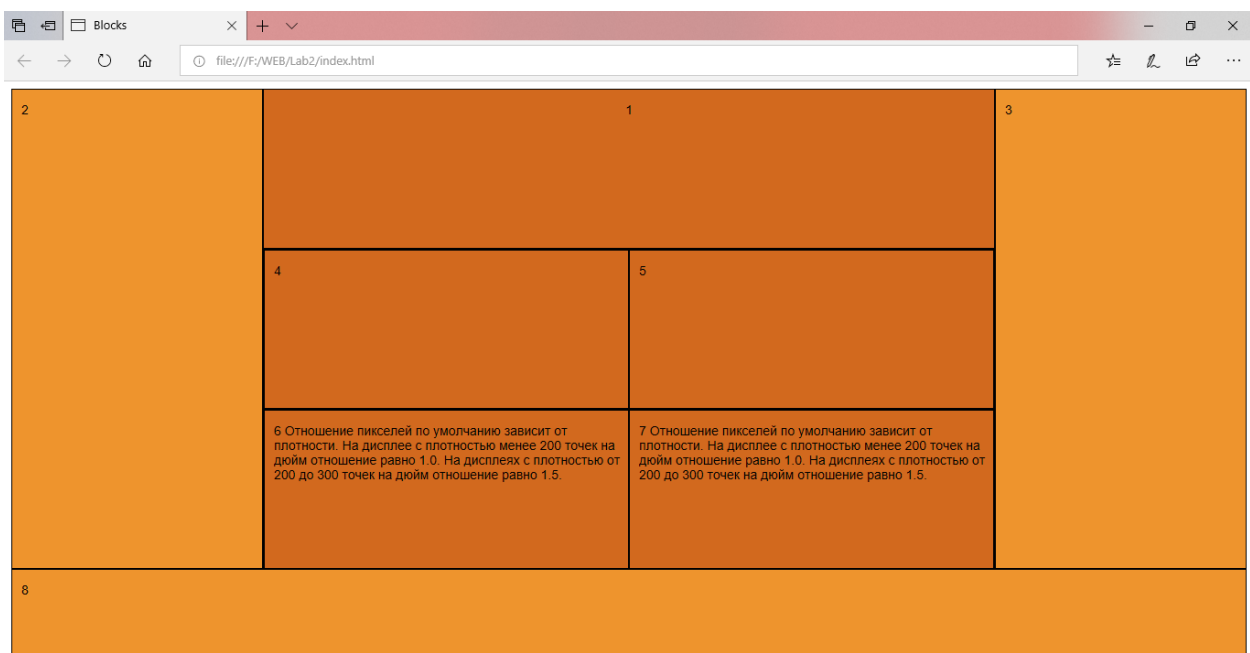 Blocks
file:///F:/WEB/Lab2/index.html
2
1
3
4
5
6 Отношение пикселей по умолчанию зависит от
плотности. На дисплее с плотностью менее 200 точек на
дюйм отношение равно 1.0. На дисплеях с плотностью от
200 до 300 точек на дюйм отношение равно 1.5.
7 Отношение пикселей по умолчанию зависит от
плотности. На дисплее с плотностью менее 200 точек на
дюйм отношение равно 1.0. На дисплеях с плотностью от
200 до 300 точек на дюйм отношение равно 1.5.
8